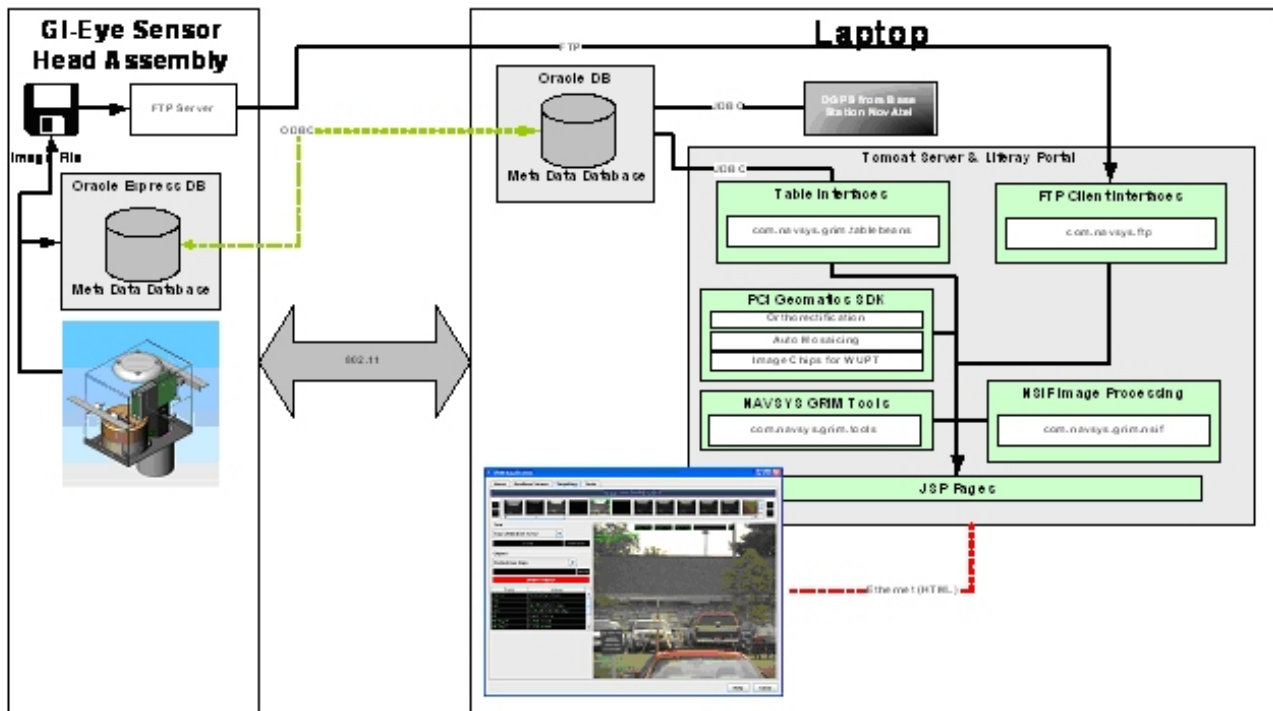 GI-Eye Sensor
Head Assembly
FTP Server
Image File
Oracle Express DB
Meta Data Database
ODBC
802.11
Laptop
FTP
Oracle DB
Meta Data Database
JDBC
DGPS from Base
Station NovAtel
JDBC
Tomcat Server & Liferay Portal
Table Interfaces
com.navsys.grim.tablebeans
FTP Client Interfaces
com.navsys.ftp
PCI Geomatics SDK
Orthorectification
Auto Mosaicing
Image Chips for WUPT
NAVSYS GRIM Tools
com.navsys.grim.tools
NSIF Image Processing
com.navsys.grim.nsif
JSP Pages
Ethernet (HTML)